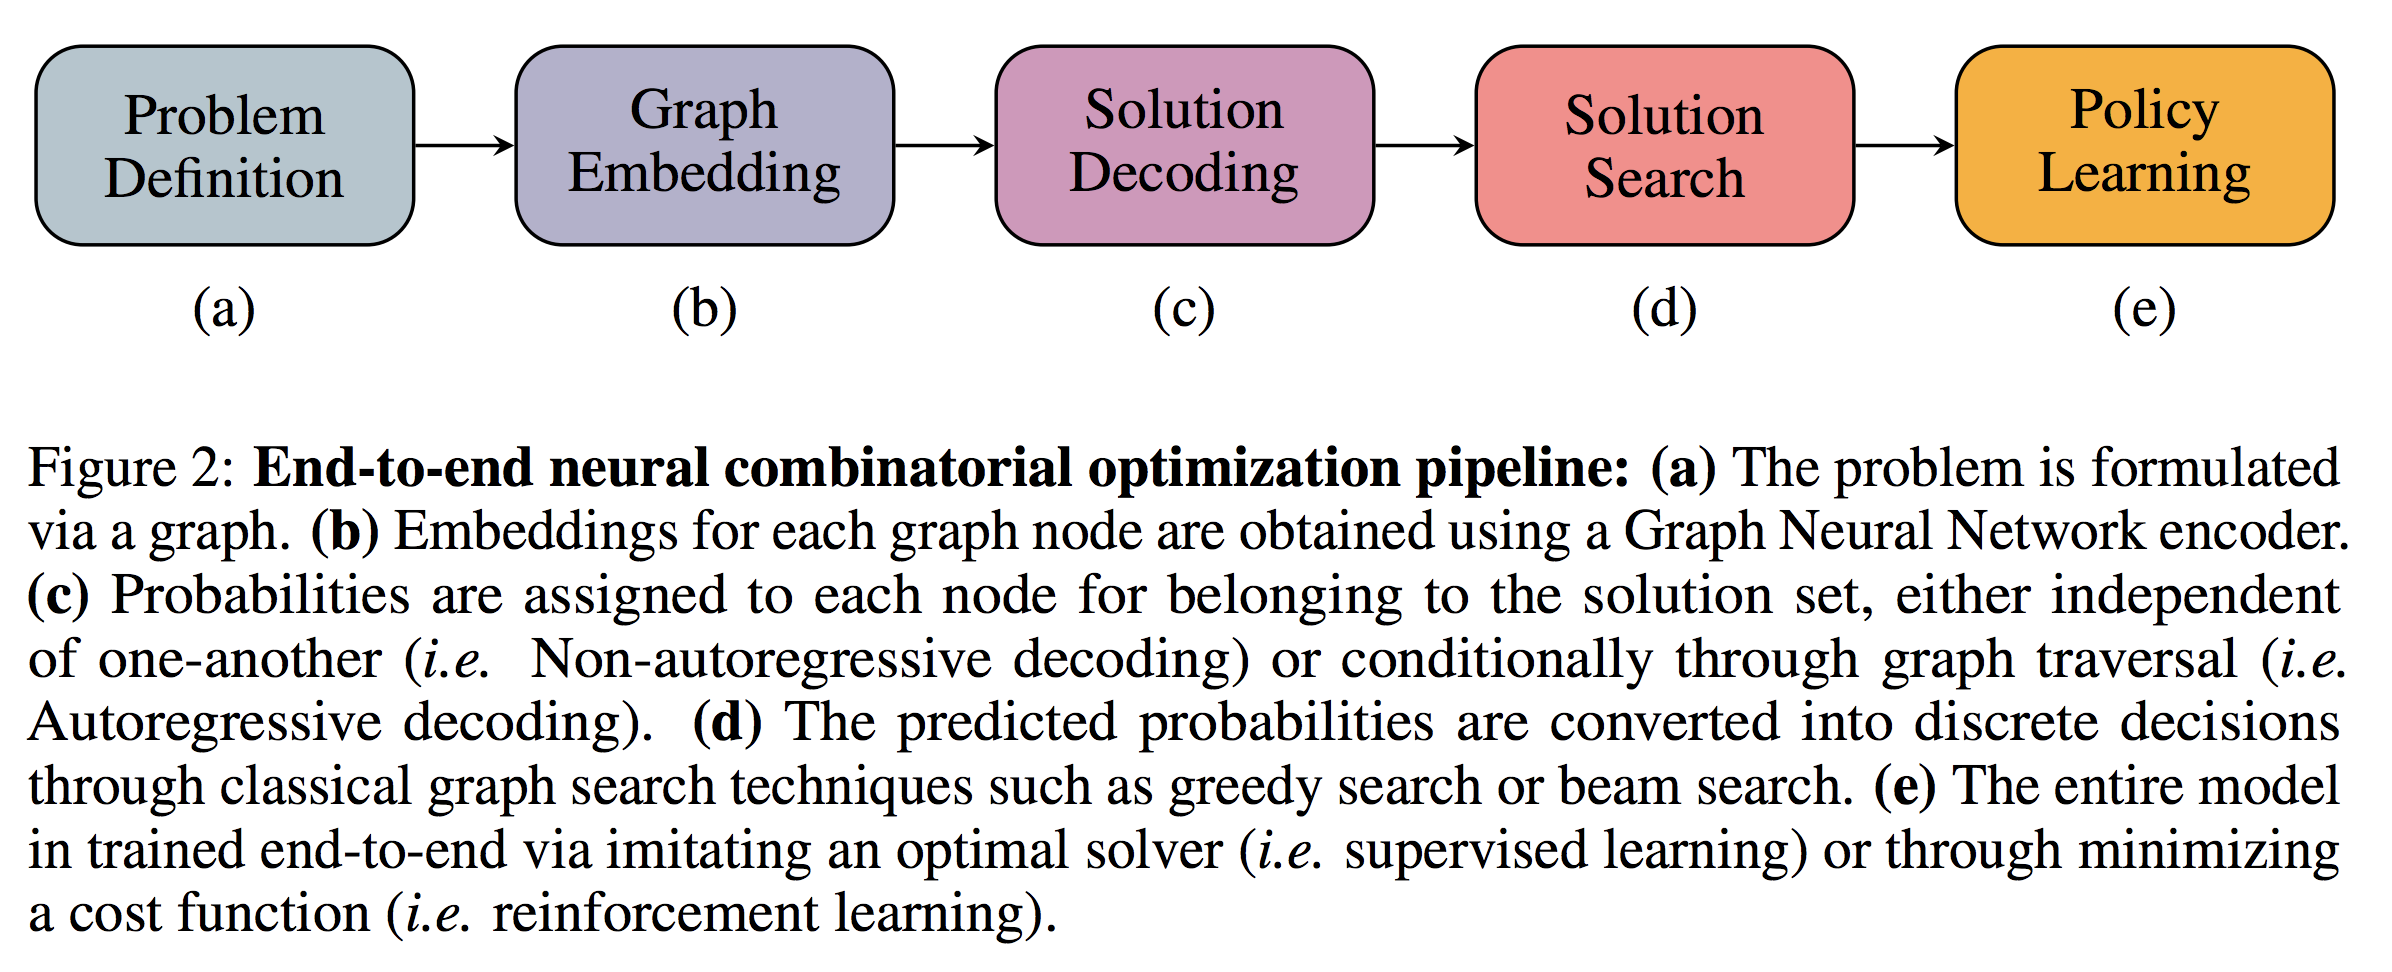 Problem
Definition
Graph
Embedding
Solution
Decoding
Solution
Search
Policy
Learning
(a)
(b)
(c)
(d)
(e)
Figure 2: End-to-end neural combinatorial optimization pipeline: (a) The problem is formulated
via a graph. (b) Embeddings for each graph node are obtained using a Graph Neural Network encoder.
(c) Probabilities are assigned to each node for belonging to the solution set, either independent
of one-another (i.e. Non-autoregressive decoding) or conditionally through graph traversal (i.e.
Autoregressive decoding). (d) The predicted probabilities are converted into discrete decisions
through classical graph search techniques such as greedy search or beam search. (e) The entire model
in trained end-to-end via imitating an optimal solver (i.e. supervised learning) or through minimizing
a cost function (i.e. reinforcement learning).